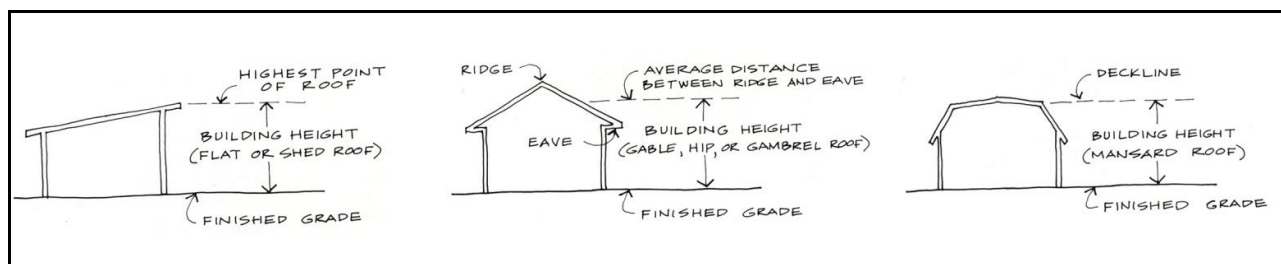 HIGHEST POINT
OF ROOF
BUILDING HEIGHT
(FLAT OR SHED ROOF)
FINISHED GRADE
RIDGE
AVERAGE DISTANCE
BETWEEN RIDGE AND EAVE
EAVE
BUILDING HEIGHT
(GABLE, HIP, OR GAMBREL ROOF)
FINISHED GRADE
DECKLINE
BUILDING HEIGHT
(MANSARD ROOF)
FINISHED GRADE